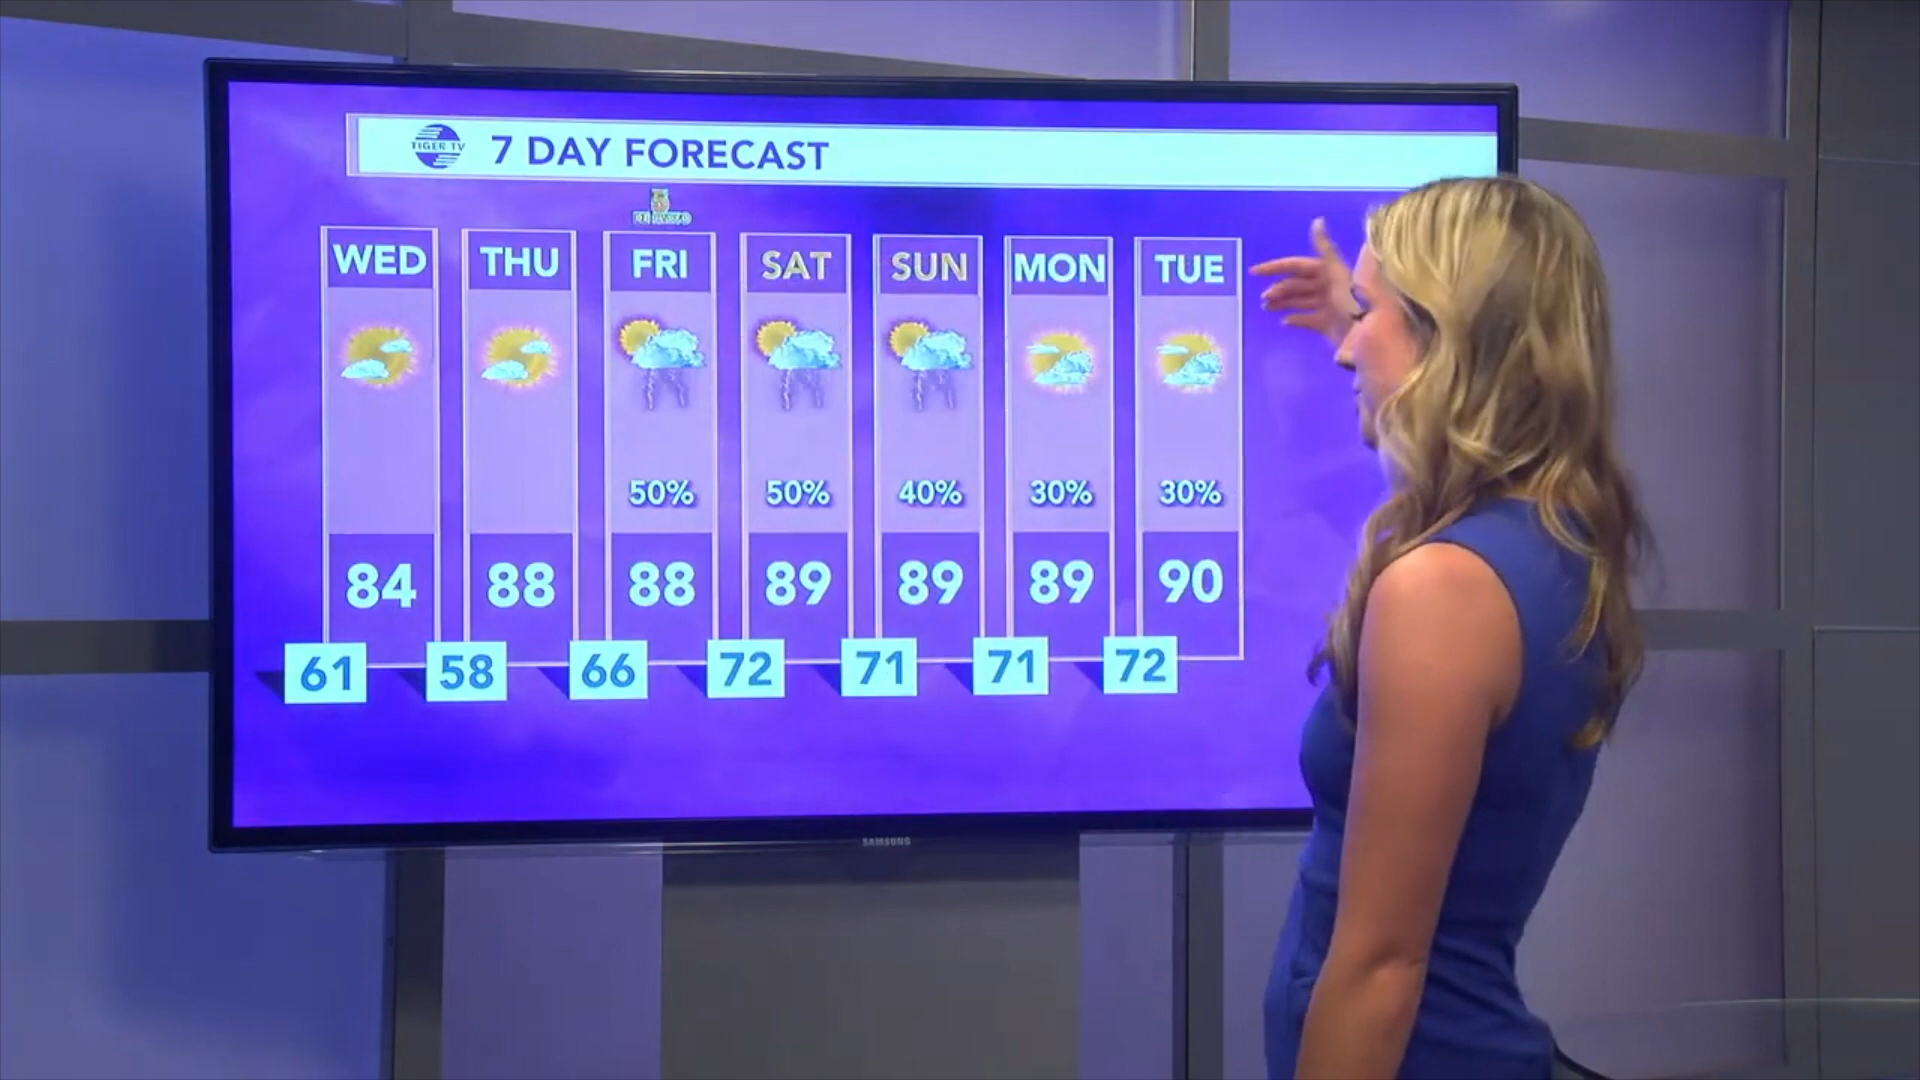 TIGER TV 7 DAY FORECAST
WED THU FRI SAT SUN MON TUE
50% 50% 40% 30% 30%
84 88 88 89 89 89 90
61 58 66 72 71 71 72
SAMSUNG